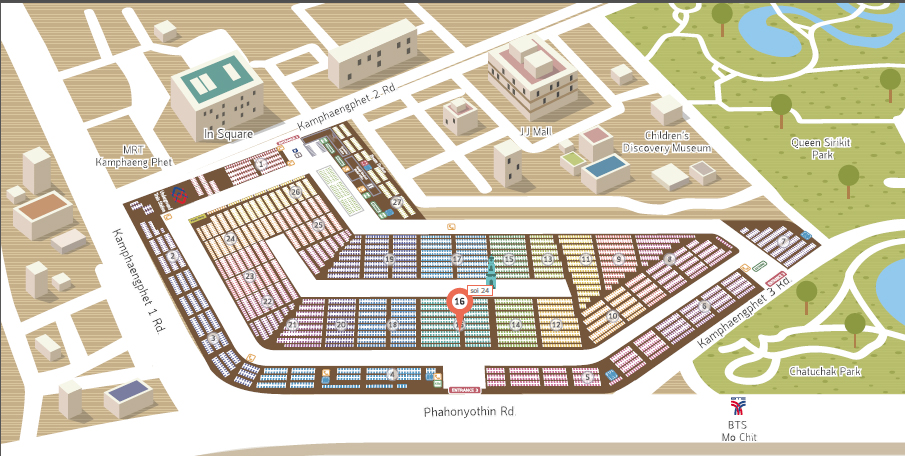 Kamphaengphet 2 Rd
In Square
JJ Mall
MRT
Kamphaeng Phet
Children's
Discovery Museum
Queen Sirikit
Park
1
26
27
25
24
2
7
19
17
15
13
11
9
8
23
22
soi 24
16
6
Kamphaengphet 1 Rd.
Kamphaengphet 3 Rd
21
20
18
14
12
10
3
4
5
ENTRANCE 3
Chatuchak Park
Phahonyothin Rd.
BTS
BTS
Mo Chit